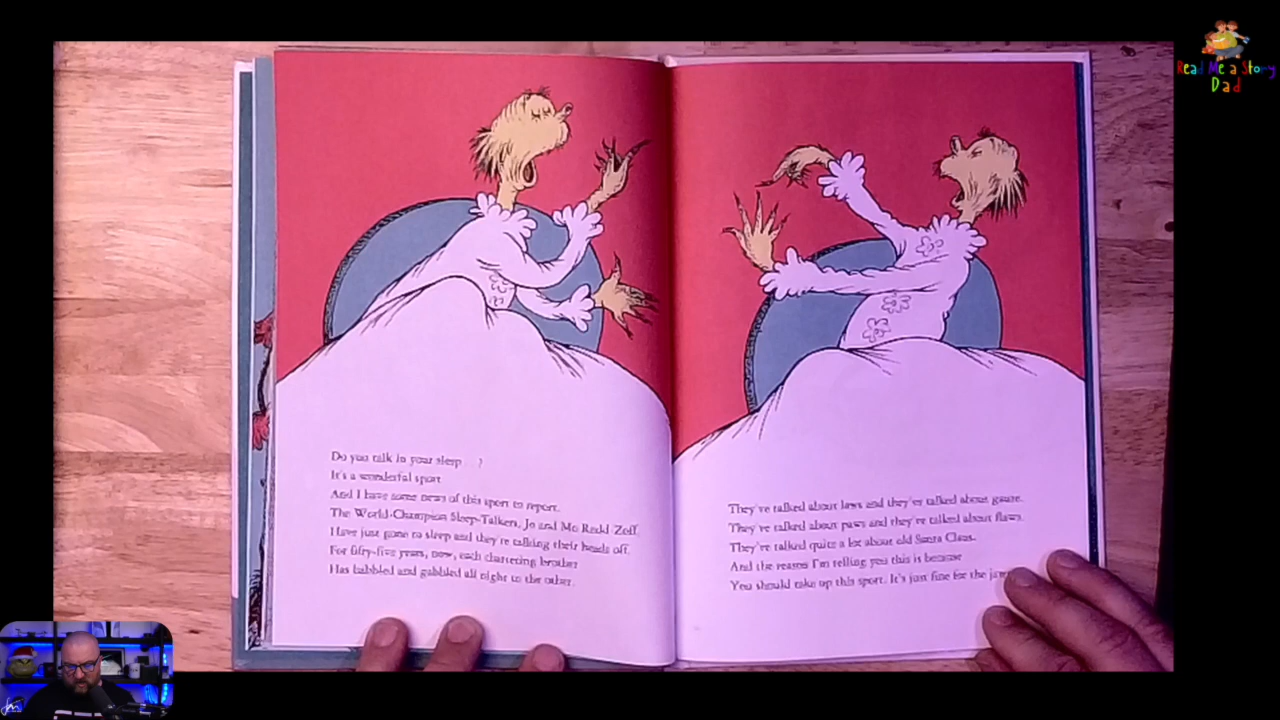 Read Me a Story
Dad
Do you talk in your sleep . . ?
It's a wonderful sport
And I have some news of this sport to report.
The World-Champion Sleep-Talkers, Jo and Mo Redd-Zoff,
Have just gone to sleep and they're talking their heads off.
For fifty-five years, now, each chattering brother
Has babbled and gabbled all night to the other.
They've talked about laws and they've talked about gauze.
They've talked about paws and they've talked about flaws.
They've talked quite a lot about old Santa Claus.
And the reason I'm telling you this is because
You should take up this sport. It's just fine for the